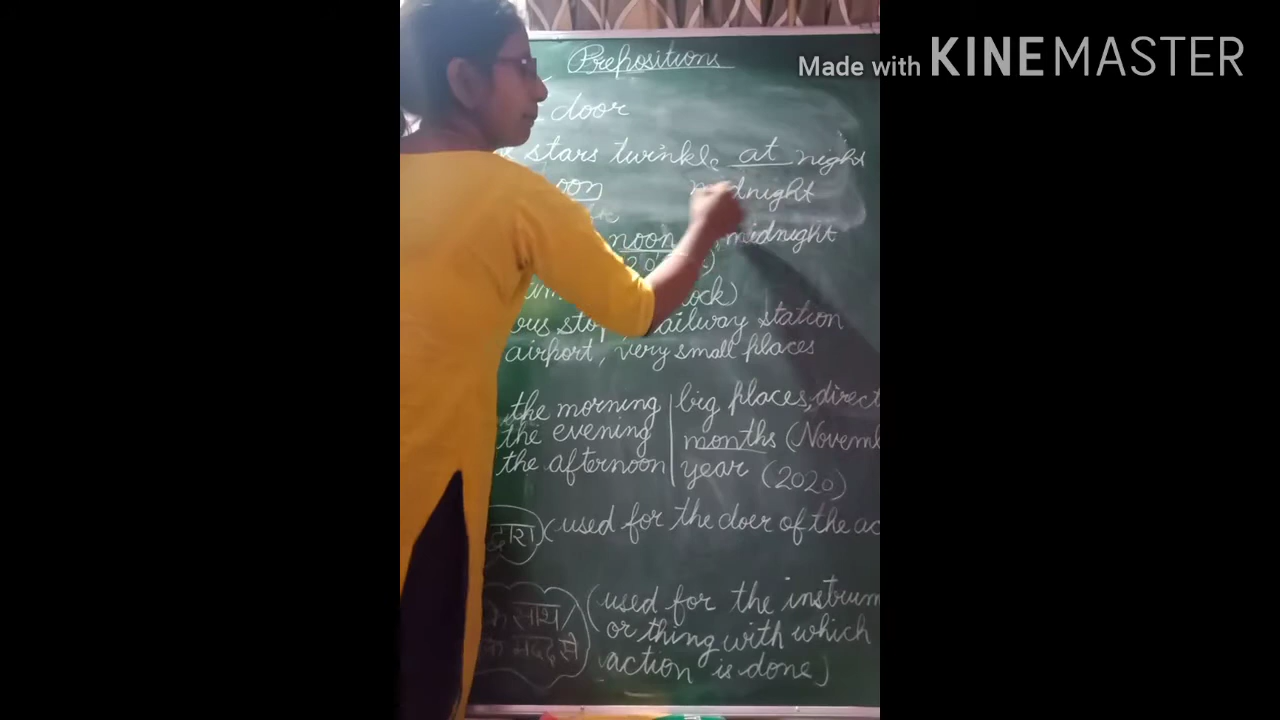 Made with KINEMASTER
Prepositions
door
stars twinkle at night
midnight
noon midnight
bus stop, railway station
airport, very small places
the morning
the evening
the afternoon
big places, direct
months (Novem
year (2020)
द्वारा (used for the doer of the ac
के साथ/
के मदद से
(used for the instrum
or thing with which
action is done)